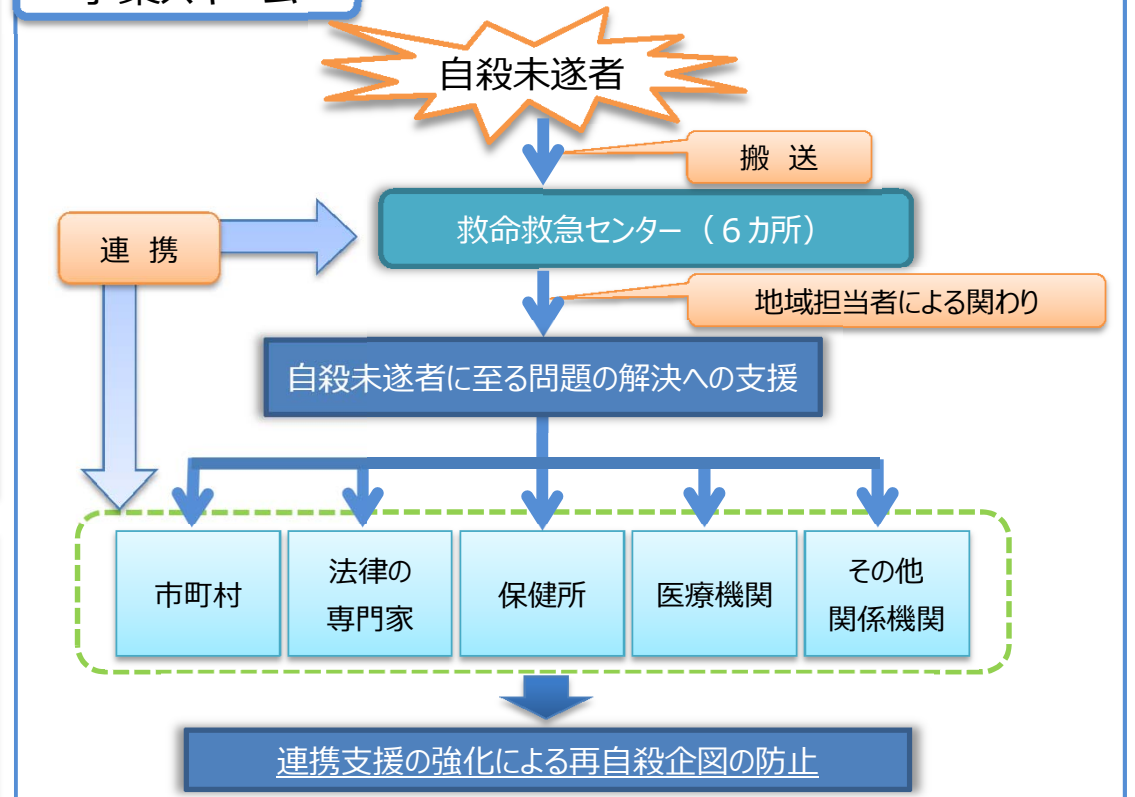 自殺未遂者
搬 送
救命救急センター（６カ所）
連 携
地域担当者による関わり
自殺未遂者に至る問題の解決への支援
市町村
法律の
専門家
保健所
医療機関
その他
関係機関
連携支援の強化による再自殺企図の防止